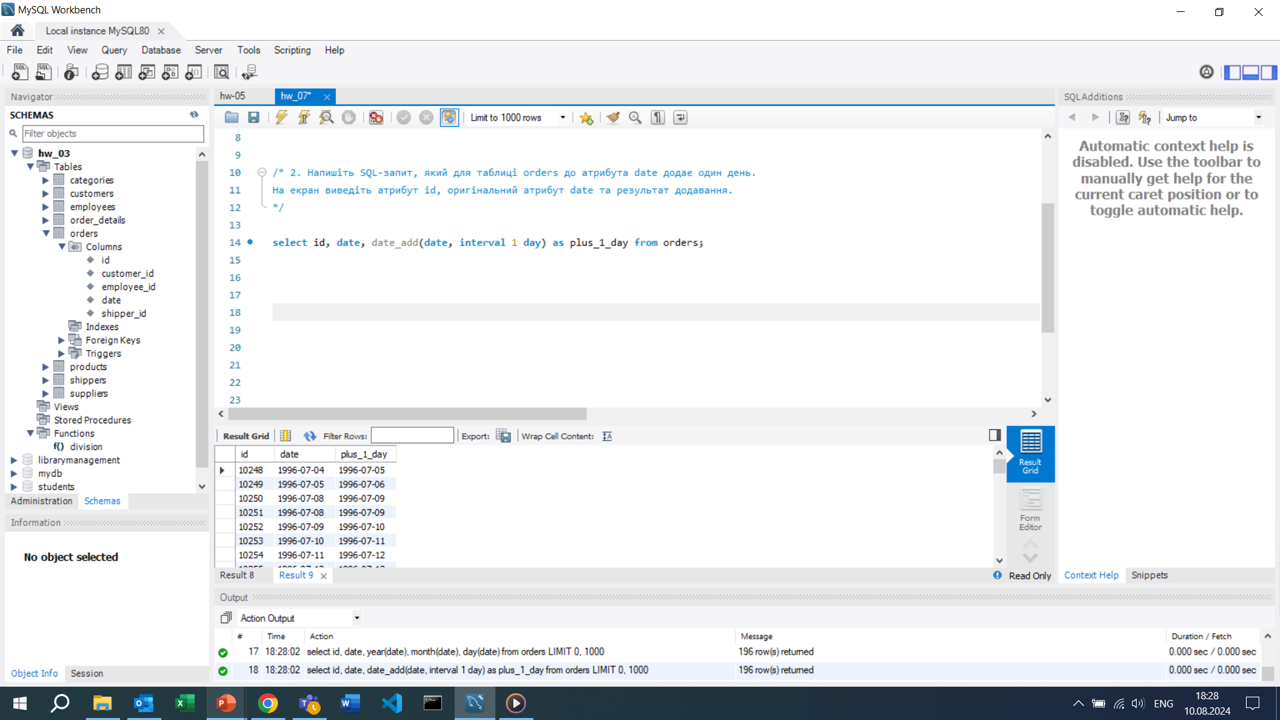 MySQL Workbench
Local instance MySQL80
File Edit View Query Database Server Tools Scripting Help
Navigator
SCHEMAS
Filter objects
hw_03
Tables
categories
customers
employees
order_details
orders
Columns
id
customer_id
employee_id
date
shipper_id
Indexes
Foreign Keys
Triggers
products
shippers
suppliers
Views
Stored Procedures
Functions
division
librarymanagement
mydb
students
Administration Schemas
Information
No object selected
Object Info Session
hw-05 hw_07*
Limit to 1000 rows
8
9
10 /* 2. Напишіть SQL-запит, який для таблиці orders до атрибута date додає один день.
11 На екран виведіть атрибут id, оригінальний атрибут date та результат додавання.
12 */
13
14 select id, date, date_add(date, interval 1 day) as plus_1_day from orders;
15
16
17
18
19
20
21
22
23
Result Grid Filter Rows: Export: Wrap Cell Content:
id date plus_1_day
10248 1996-07-04 1996-07-05
10249 1996-07-05 1996-07-06
10250 1996-07-08 1996-07-09
10251 1996-07-08 1996-07-09
10252 1996-07-09 1996-07-10
10253 1996-07-10 1996-07-11
10254 1996-07-11 1996-07-12
Result Grid
Form Editor
Result 8 Result 9 Read Only
SQLAdditions
Jump to
Automatic context help is
disabled. Use the toolbar to
manually get help for the
current caret position or to
toggle automatic help.
Context Help Snippets
Output
Action Output
# Time Action Message Duration / Fetch
17 18:28:02 select id, date, year(date), month(date), day(date) from orders LIMIT 0, 1000 196 row(s) returned 0.000 sec / 0.000 sec
18 18:28:02 select id, date, date_add(date, interval 1 day) as plus_1_day from orders LIMIT 0, 1000 196 row(s) returned 0.000 sec / 0.000 sec
ENG
18:28
10.08.2024